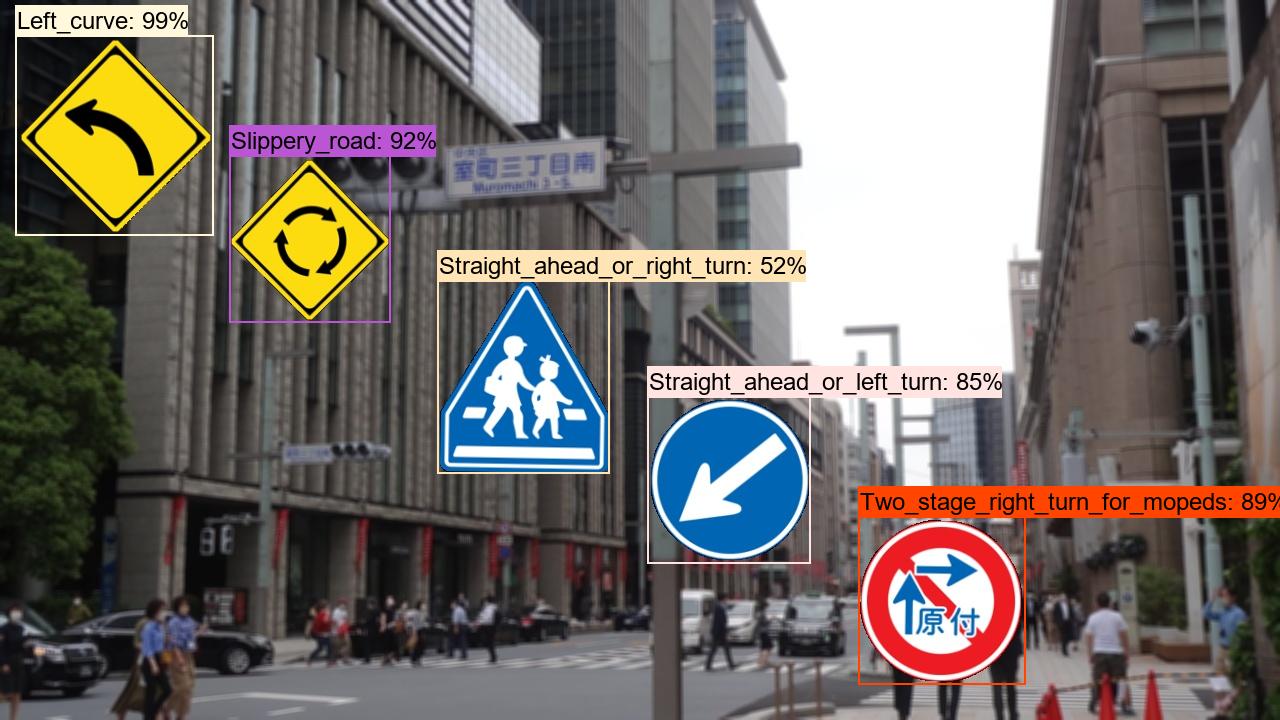 Left_curve: 99%
Slippery_road: 92%
室町三丁目南
Muromachi 3 -S.
Straight_ahead_or_right_turn: 52%
Straight_ahead_or_left_turn: 85%
Two_stage_right_turn_for_mopeds: 89%
原付